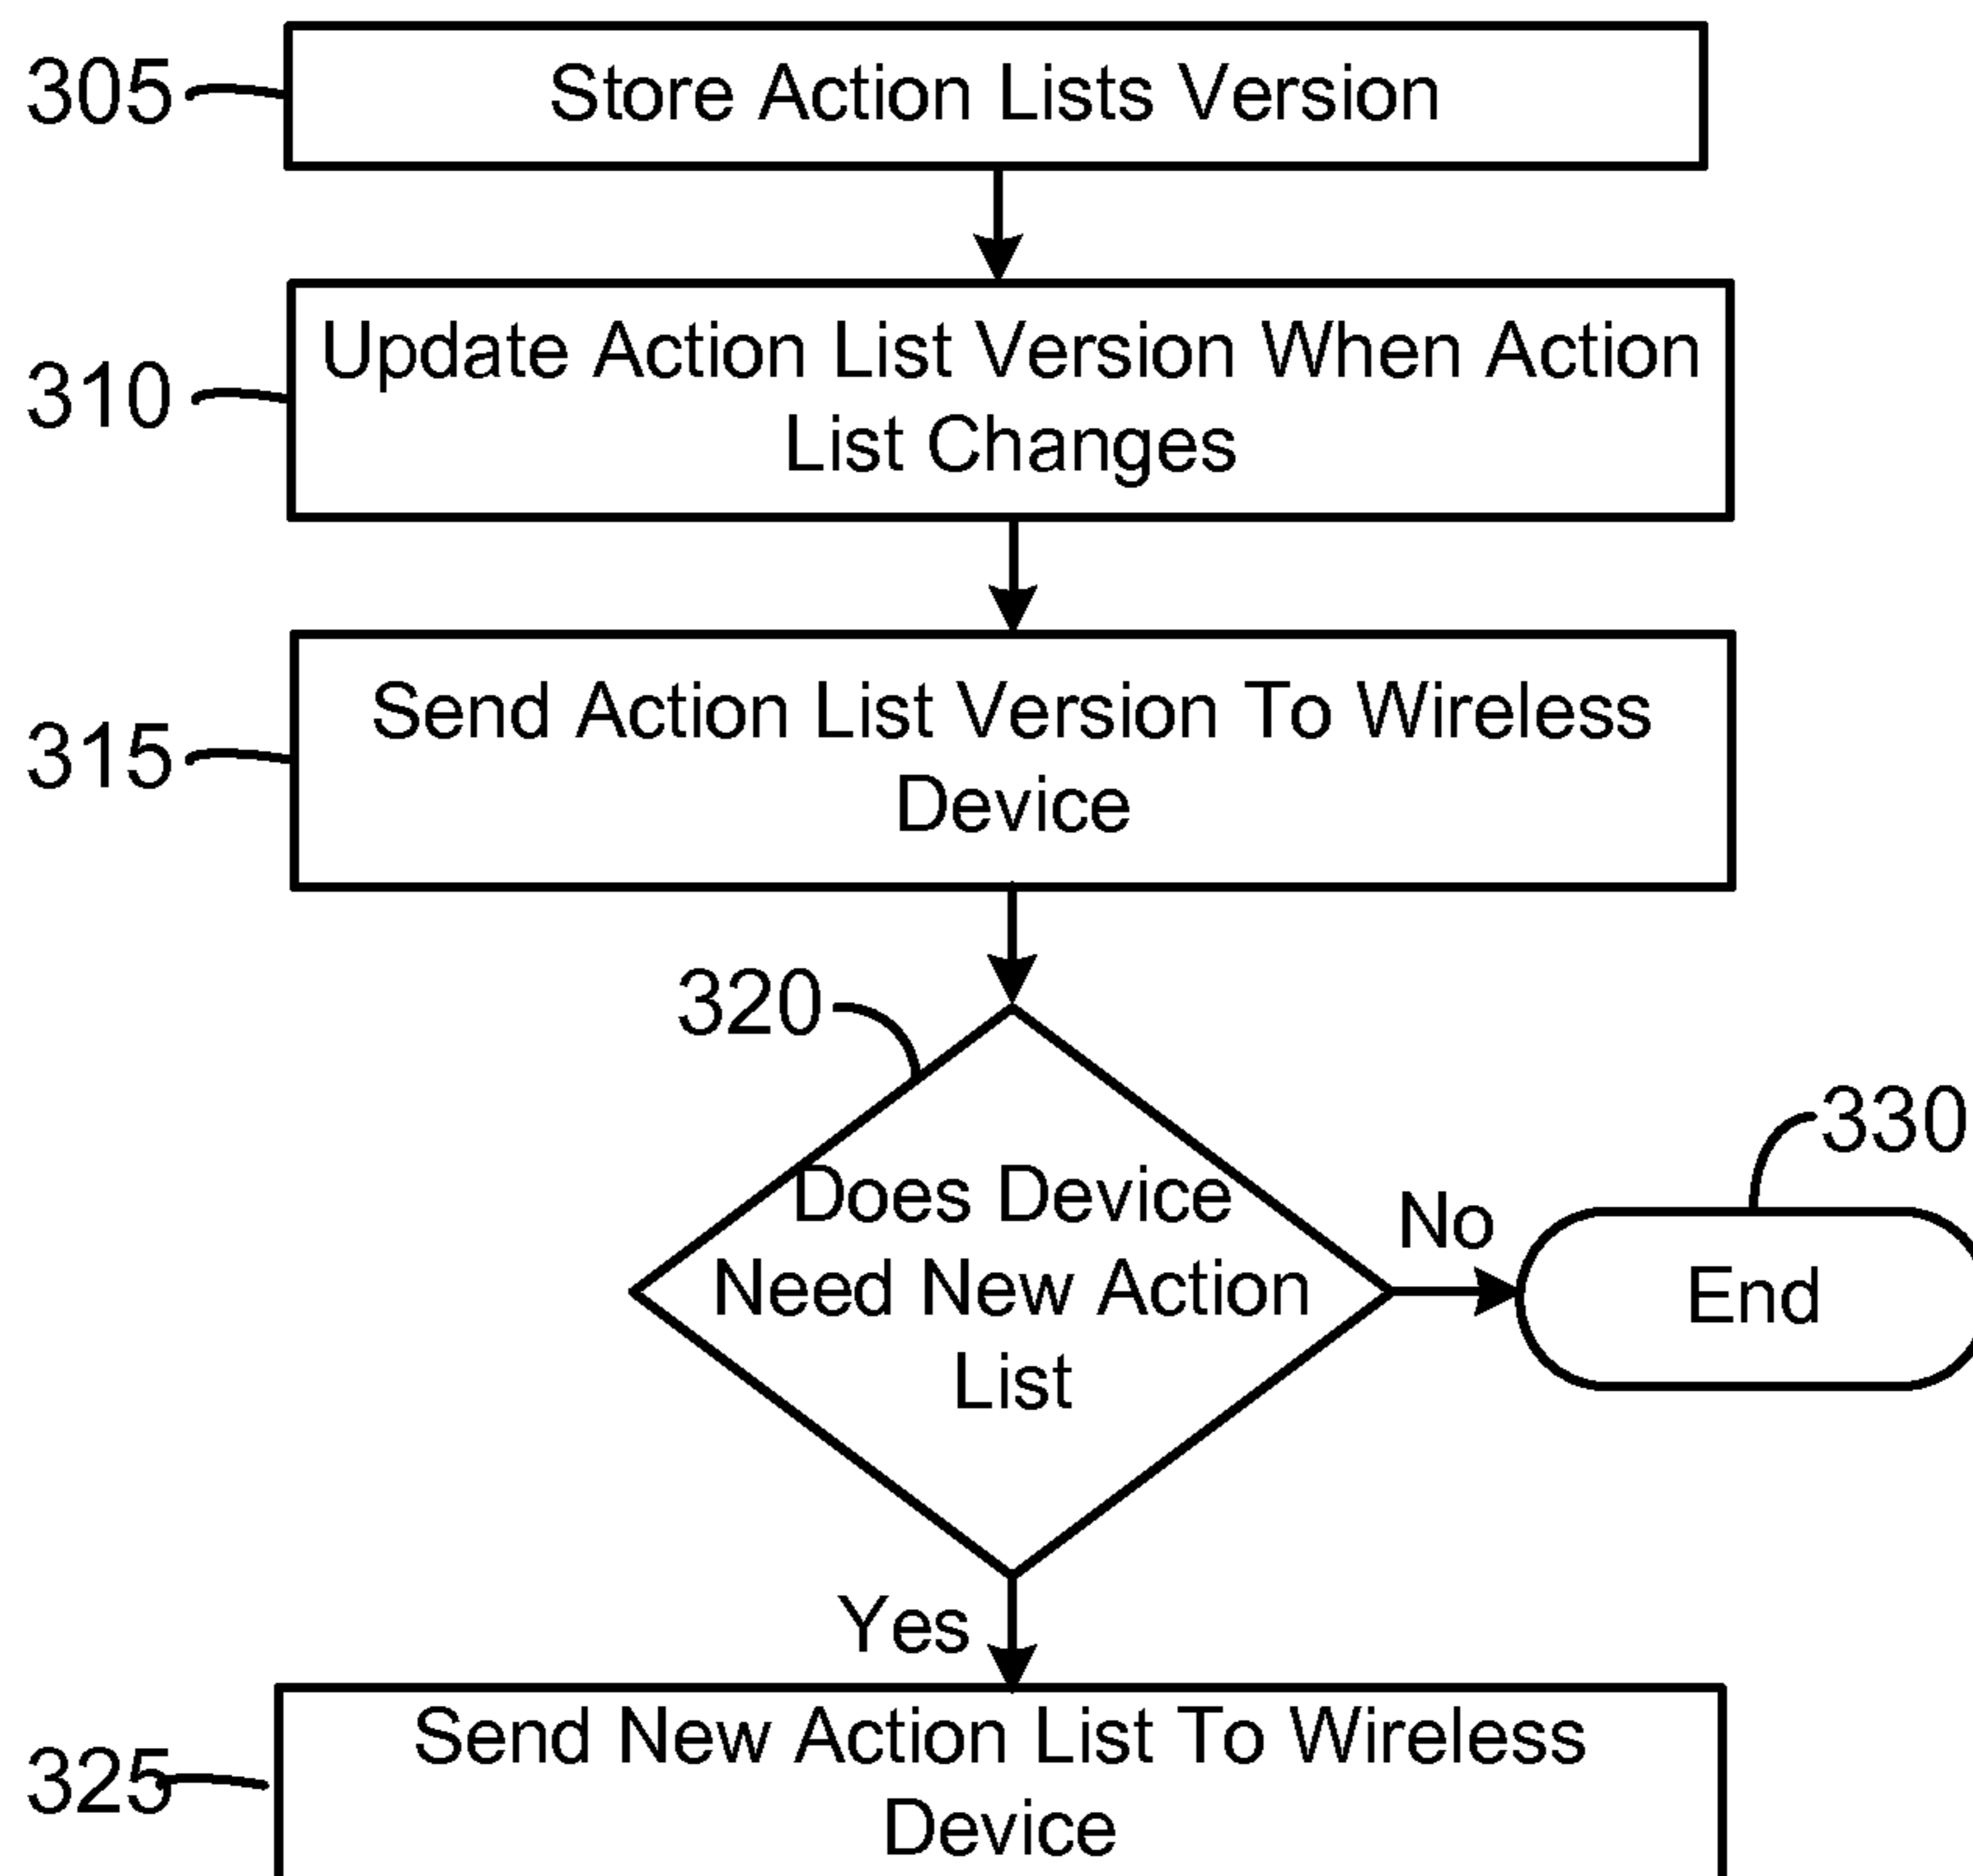 305
Store Action Lists Version
310
Update Action List Version When Action
List Changes
315
Send Action List Version To Wireless
Device
320
Does Device
Need New Action
List
No
330
End
Yes
325
Send New Action List To Wireless
Device